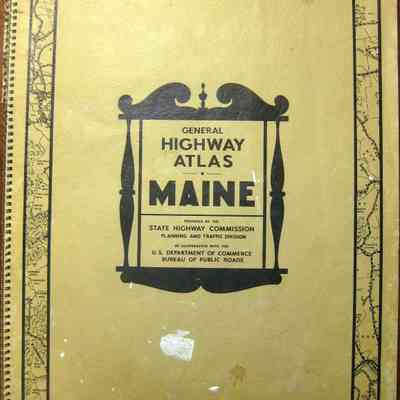 GENERAL
HIGHWAY
ATLAS
MAINE
PREPARED BY THE
STATE HIGHWAY COMMISSION
PLANNING AND TRAFFIC DIVISION
IN COOPERATION WITH THE
U.S. DEPARTMENT OF COMMERCE
BUREAU OF PUBLIC ROADS